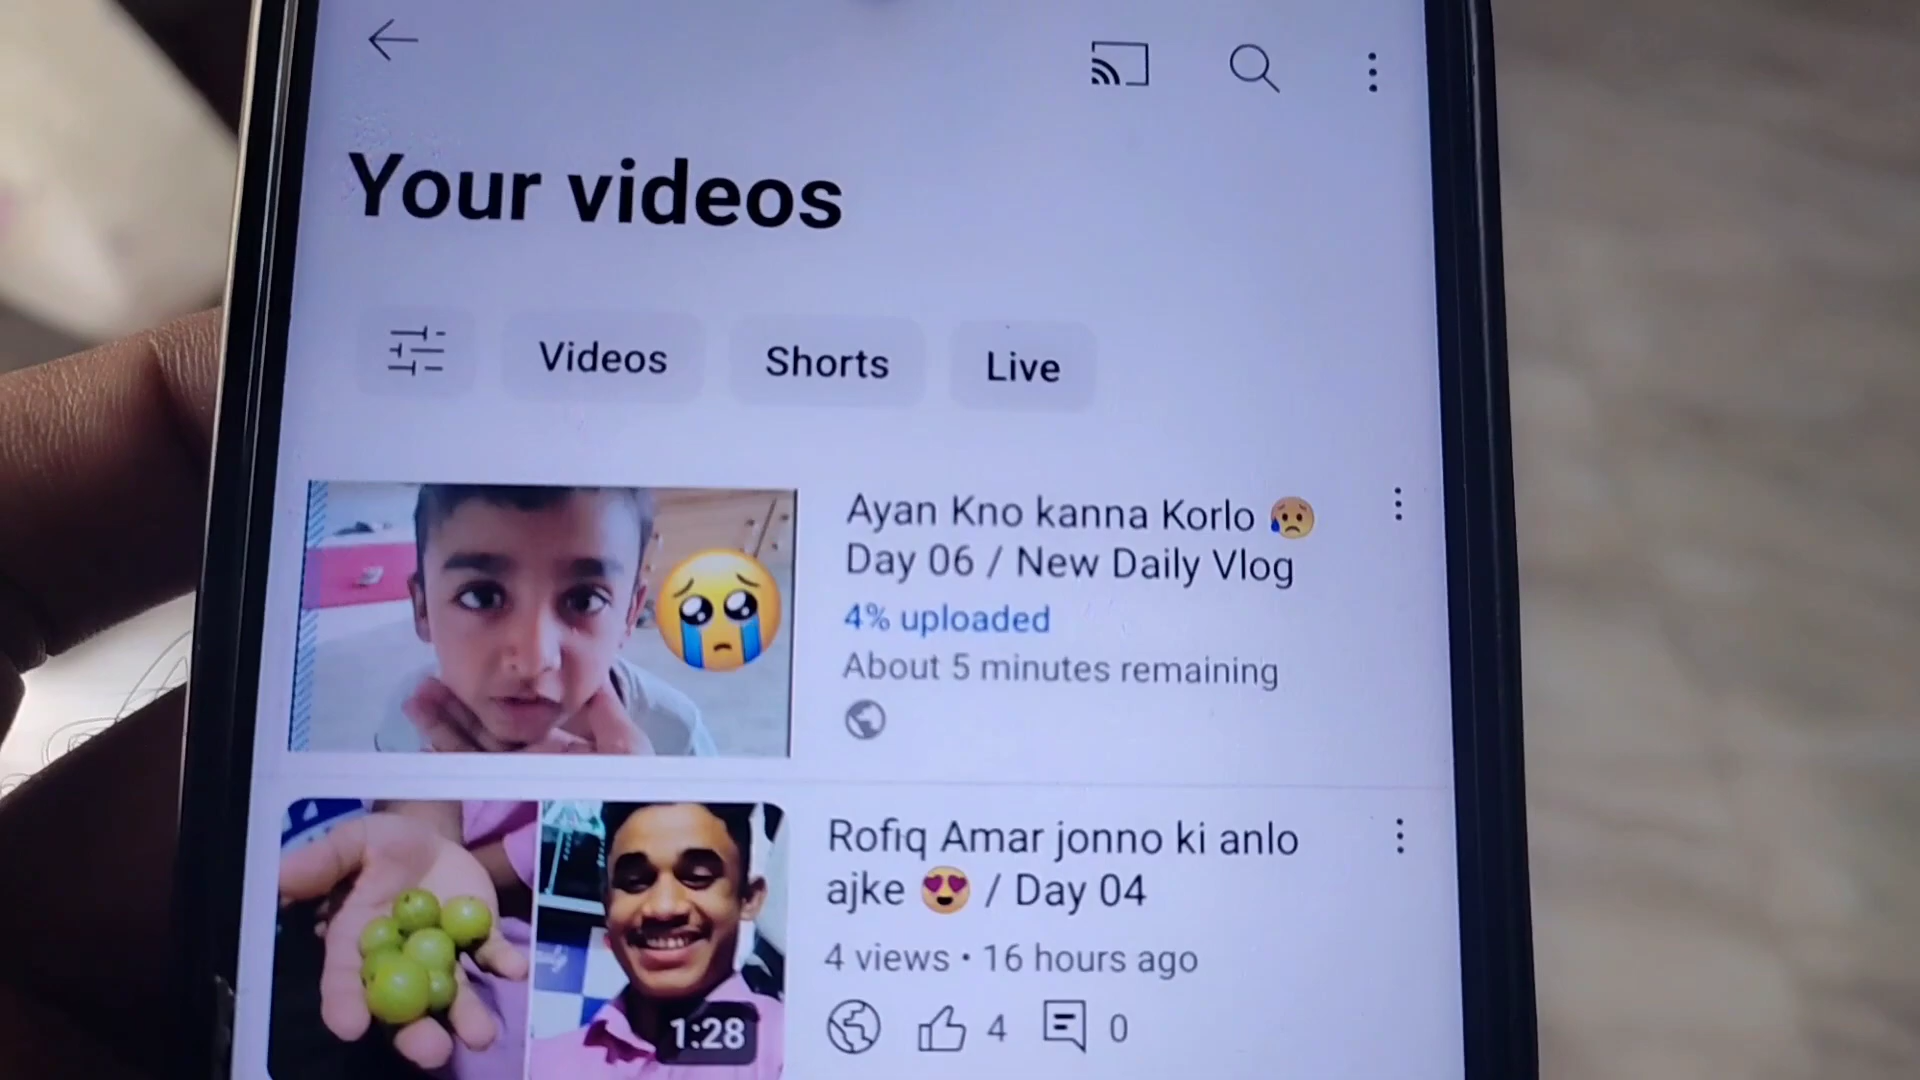 Your videos
Videos
Shorts
Live
Ayan Kno kanna Korlo 😥
Day 06 / New Daily Vlog
4% uploaded
About 5 minutes remaining
Rofiq Amar jonno ki anlo
ajke 😍 / Day 04
4 views • 16 hours ago
4
0
1:28